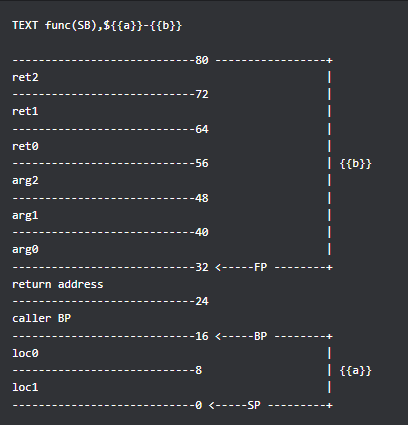 TEXT func(SB),${{a}}-{{b}}
----------------------------80 -----------------+
ret2                                            |
----------------------------72                  |
ret1                                            |
----------------------------64                  |
ret0                                            |
----------------------------56                  | {{b}}
arg2                                            |
----------------------------48                  |
arg1                                            |
----------------------------40                  |
arg0                                            |
----------------------------32 <-----FP --------+
return address
----------------------------24
caller BP
----------------------------16 <-----BP --------+
loc0                                            |
----------------------------8                   | {{a}}
loc1                                            |
----------------------------0 <-----SP ---------+